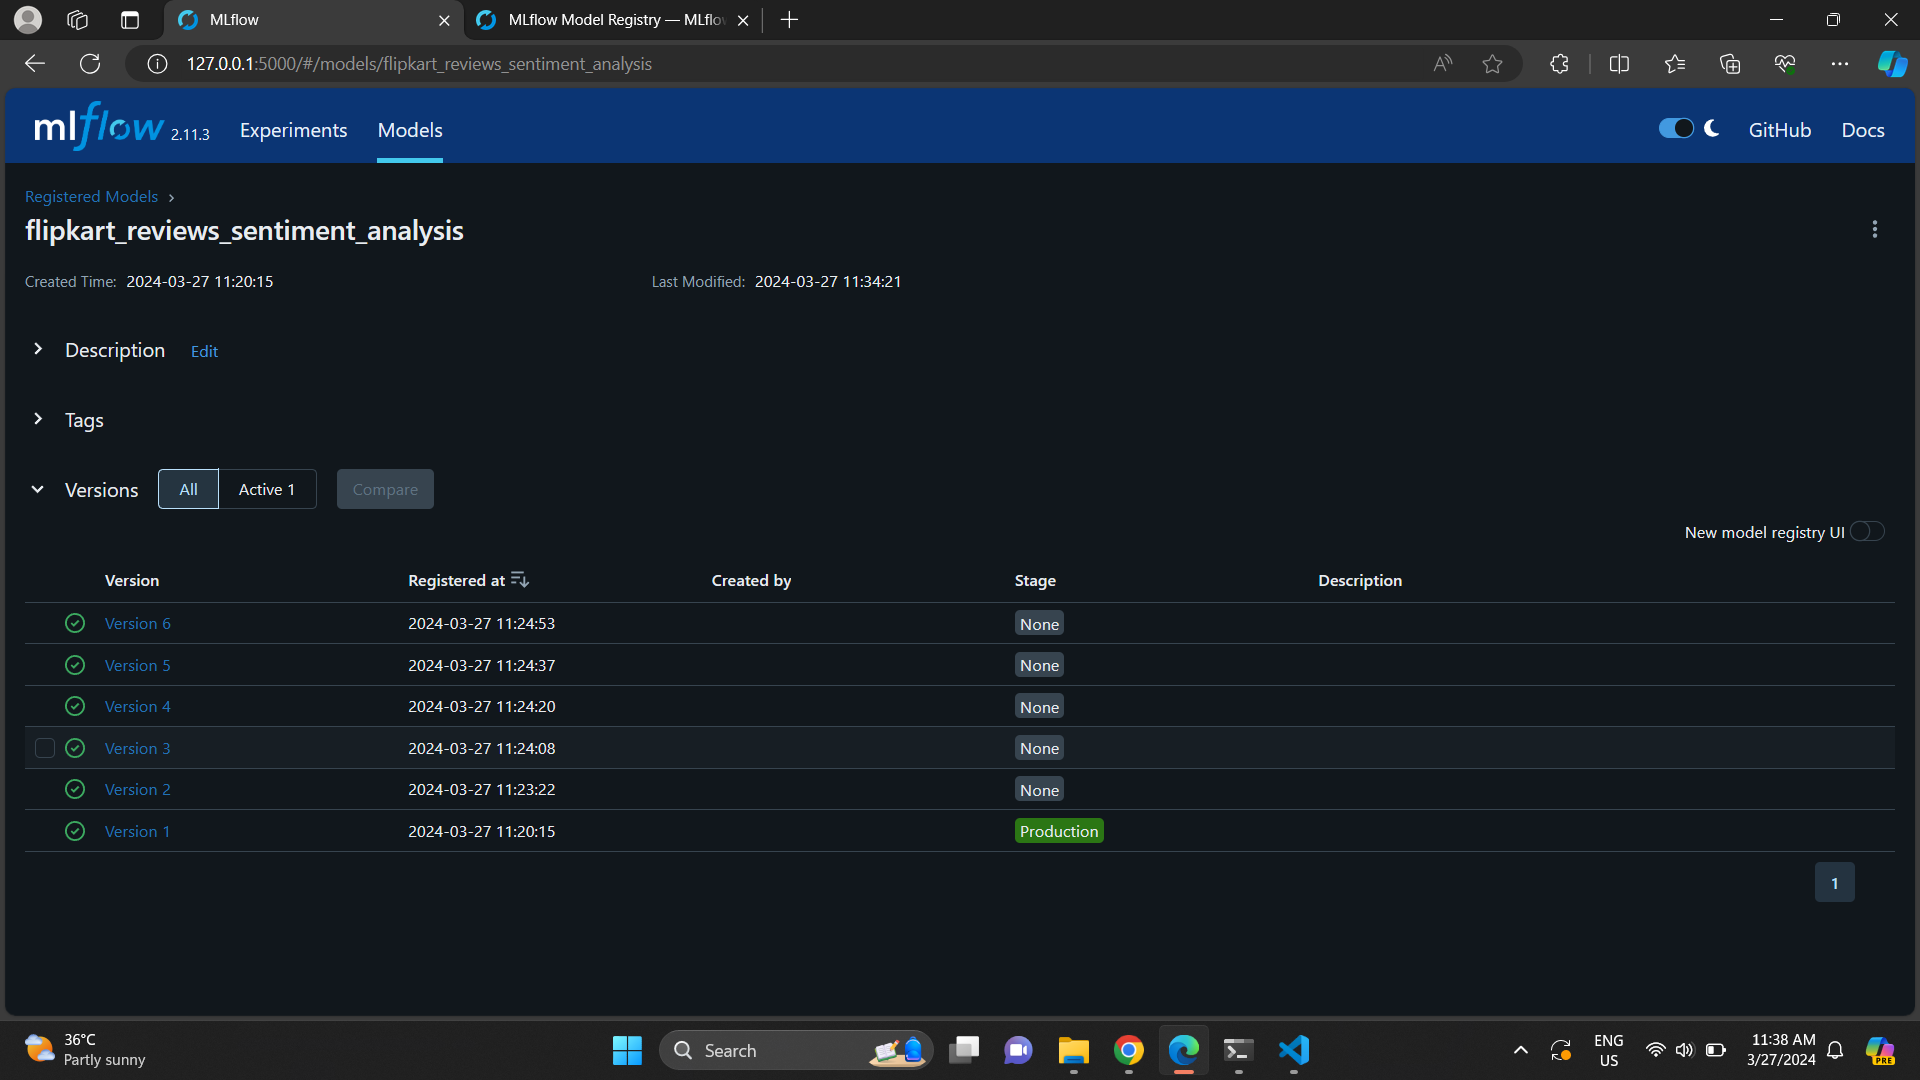 MLflow
MLflow Model Registry — MLflo
127.0.0.1:5000/#/models/flipkart_reviews_sentiment_analysis
mlflow 2.11.3 Experiments Models GitHub Docs
Registered Models ›
flipkart_reviews_sentiment_analysis
Created Time: 2024-03-27 11:20:15 Last Modified: 2024-03-27 11:34:21
Description Edit
Tags
Versions All Active 1 Compare
New model registry UI
Version Registered at Created by Stage Description
Version 6 2024-03-27 11:24:53 None
Version 5 2024-03-27 11:24:37 None
Version 4 2024-03-27 11:24:20 None
Version 3 2024-03-27 11:24:08 None
Version 2 2024-03-27 11:23:22 None
Version 1 2024-03-27 11:20:15 Production
1
36°C
Partly sunny
Search
ENG
US
11:38 AM
3/27/2024
PRE